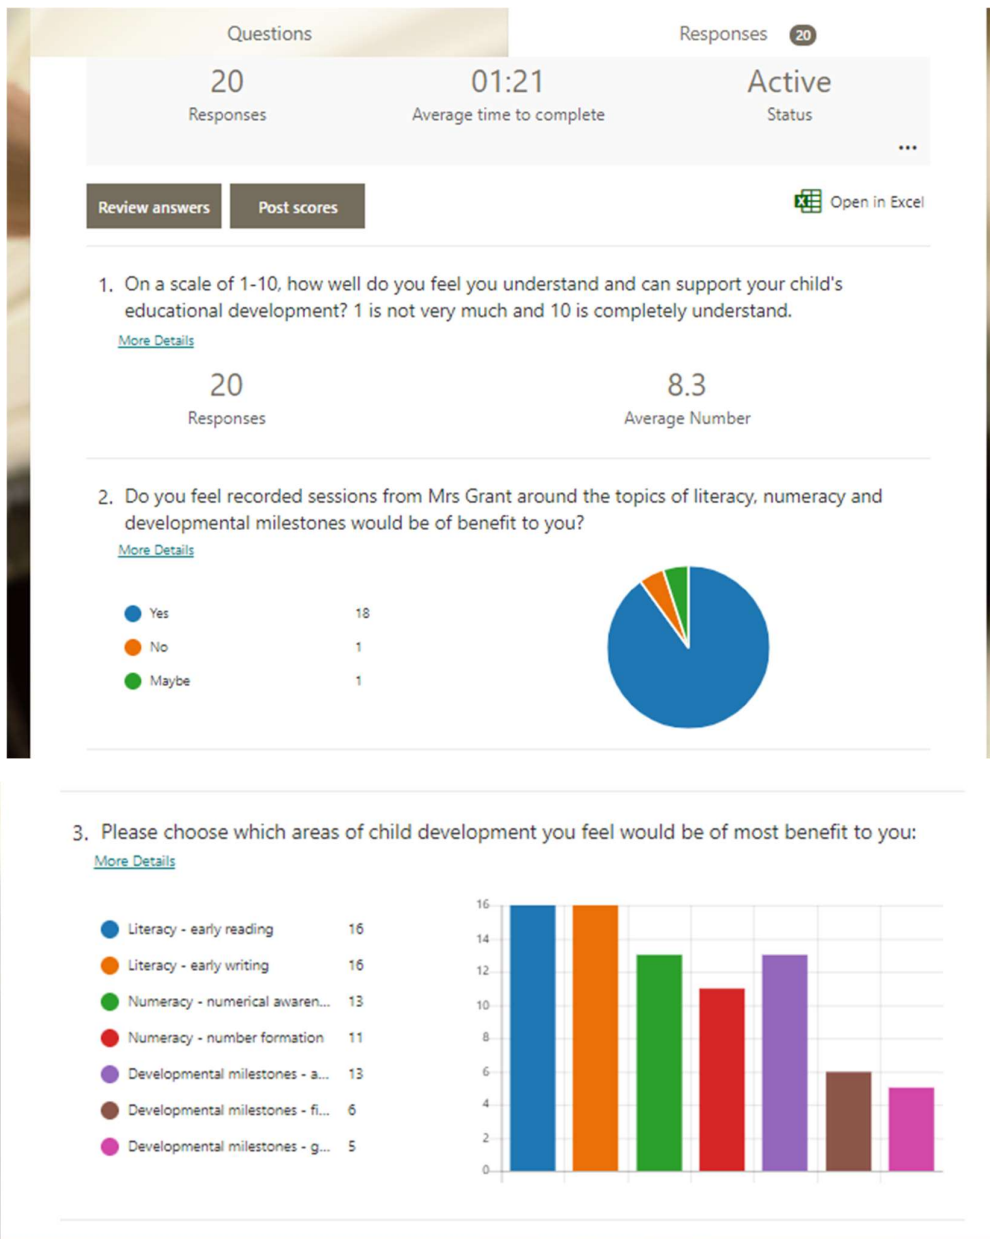 Questions
Responses 20
20
Responses
01:21
Average time to complete
Active
Status
...
Review answers
Post scores
Open in Excel
1. On a scale of 1-10, how well do you feel you understand and can support your child's
educational development? 1 is not very much and 10 is completely understand.
More Details
20
Responses
8.3
Average Number
2. Do you feel recorded sessions from Mrs Grant around the topics of literacy, numeracy and
developmental milestones would be of benefit to you?
More Details
Yes 18
No 1
Maybe 1
3. Please choose which areas of child development you feel would be of most benefit to you:
More Details
Literacy - early reading 16
Literacy - early writing 16
Numeracy - numerical awaren... 13
Numeracy - number formation 11
Developmental milestones - a... 13
Developmental milestones - fi... 6
Developmental milestones - g... 5
16
14
12
10
8
6
4
2
0